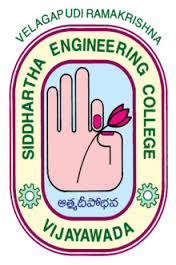 VELAGAPUDI RAMAKRISHNA
SIDDHARTHA ENGINEERING COLLEGE
ఆత్మదీపోభవ
VIJAYAWADA